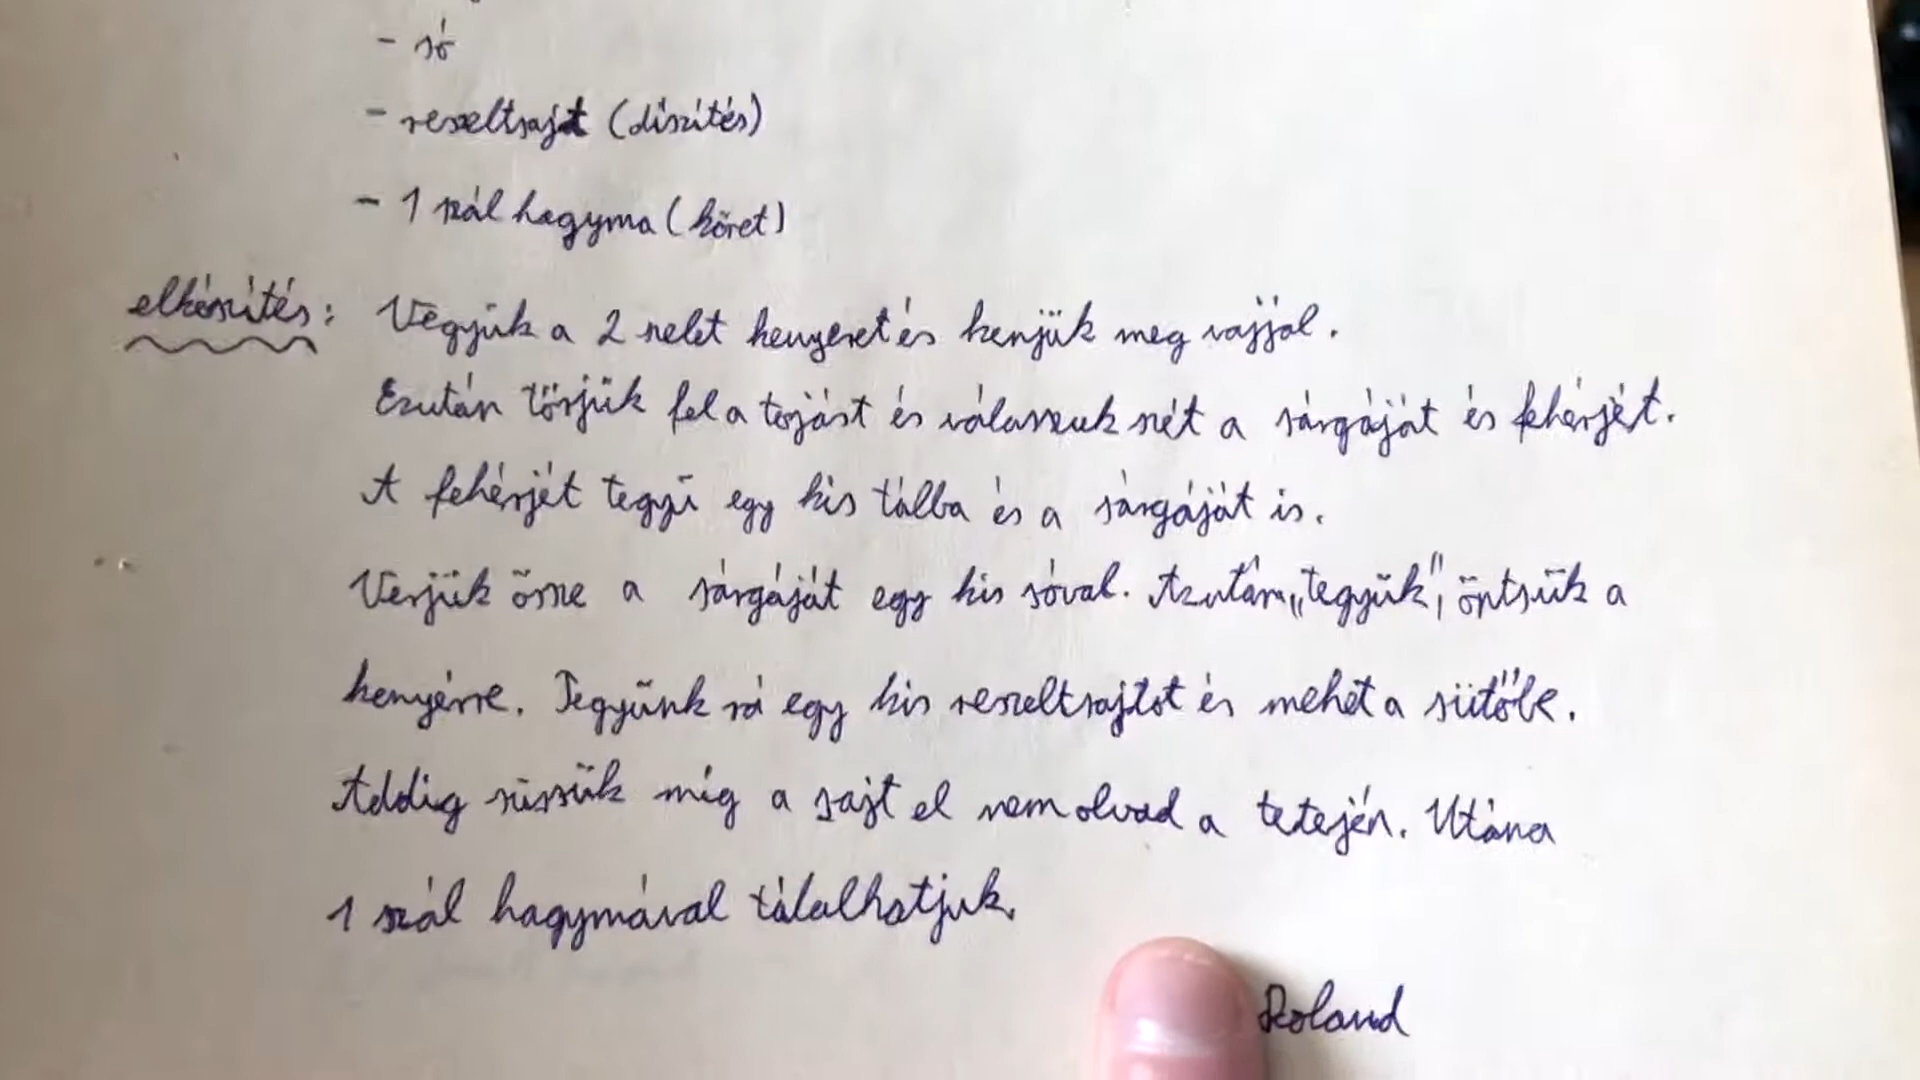 - só
- reszeltsajt (díszítés)
- 1 szál hagyma (köret)
elkészítés: Végyük a 2 szelet kenyeret és kenjük meg vajjal.
Ezután törjük fel a tojást és válasszuk szét a sárgáját és fehérjét.
A fehérjét tegyü egy kis tálba és a sárgáját is.
Verjük össze a sárgáját egy kis sóval. Azután „tegyük”, öntsük a
kenyérre. Tegyünk rá egy kis reszeltsajtot és mehet a sütőbe.
Addig süssük míg a sajt el nem olvad a tetején. Utána
1 szál hagymával tálalhatjuk.
Roland